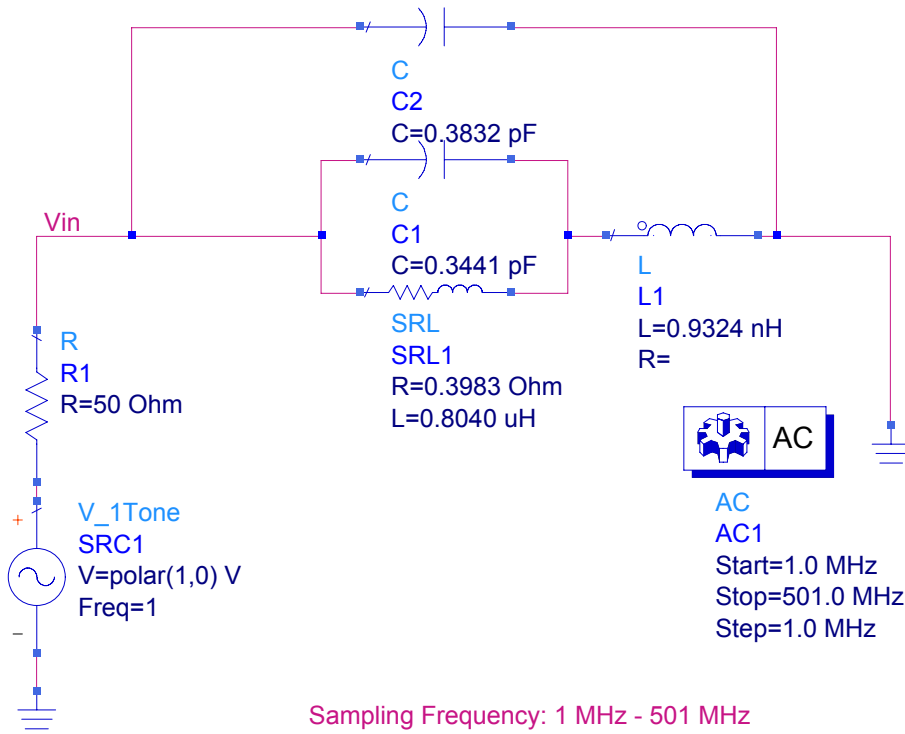 C
C2
C=0.3832 pF
C
C1
C=0.3441 pF
Vin
L
L1
L=0.9324 nH
R=
SRL
SRL1
R=0.3983 Ohm
L=0.8040 uH
R
R1
R=50 Ohm
AC
AC
AC1
Start=1.0 MHz
Stop=501.0 MHz
Step=1.0 MHz
+
V_1Tone
SRC1
V=polar(1,0) V
Freq=1
−
Sampling Frequency: 1 MHz - 501 MHz